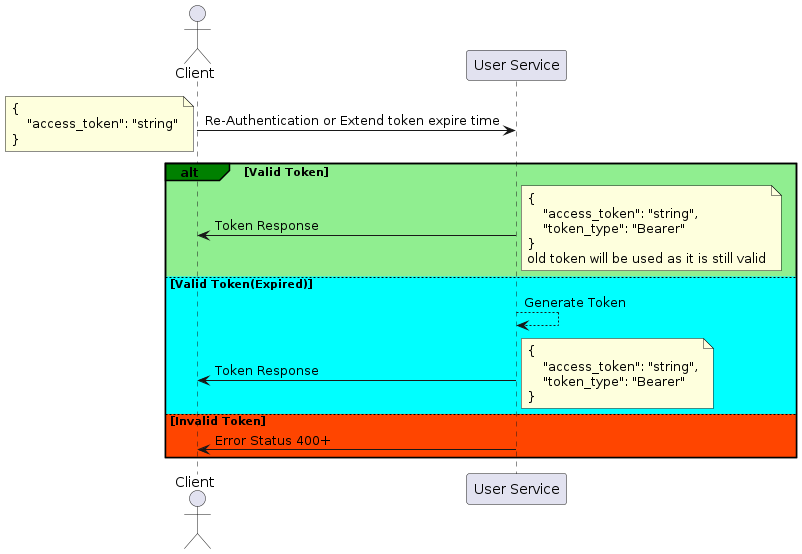 Client
User Service
{
"access_token": "string"
}
Re-Authentication or Extend token expire time
alt
[Valid Token]
{
"access_token": "string",
"token_type": "Bearer"
}
old token will be used as it is still valid
Token Response
[Valid Token(Expired)]
Generate Token
{
"access_token": "string",
"token_type": "Bearer"
}
Token Response
[Invalid Token]
Error Status 400+
Client
User Service